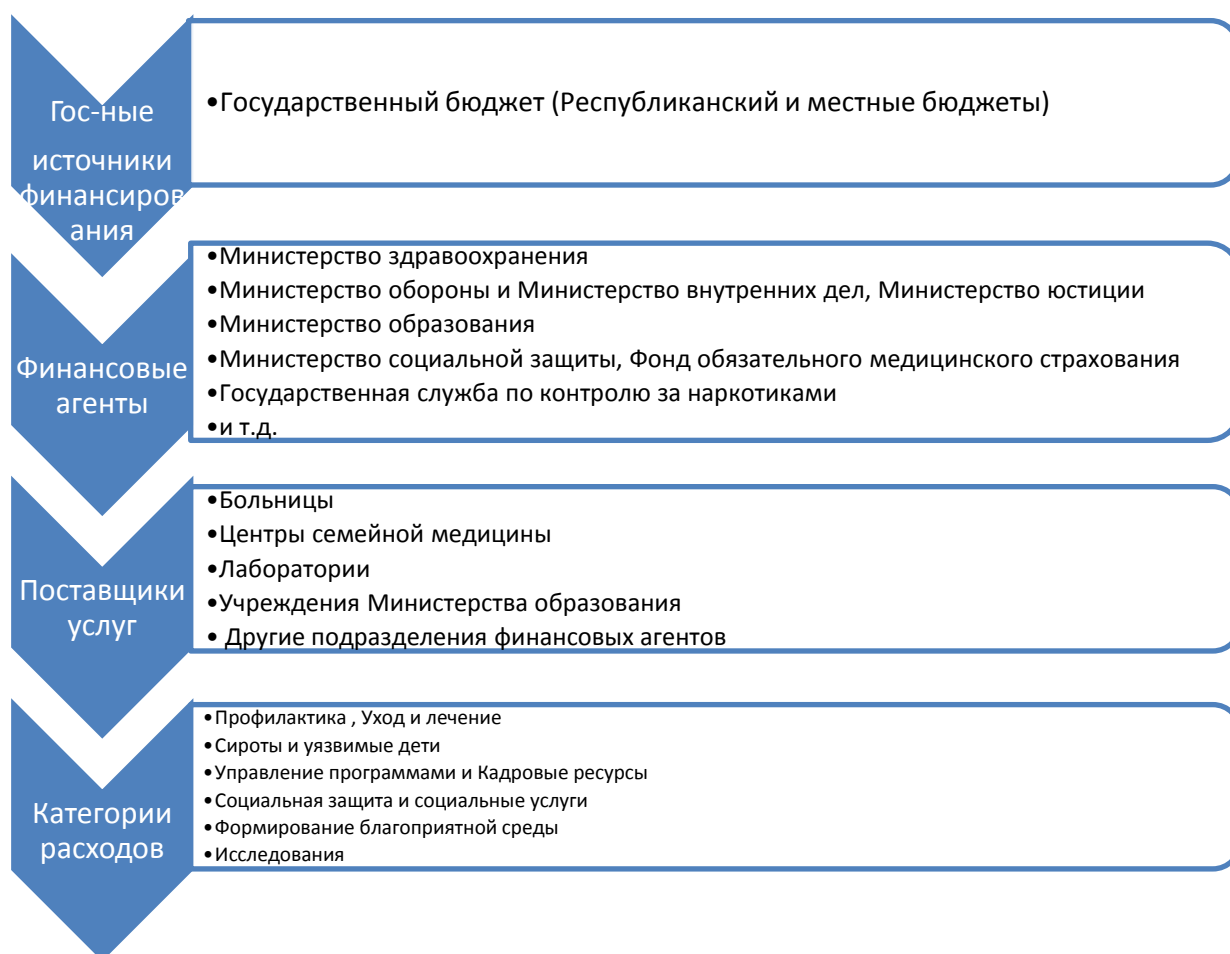 Гос-ные
источники
финансиров
ания
•Государственный бюджет (Республиканский и местные бюджеты)
Финансовые
агенты
•Министерство здравоохранения
•Министерство обороны и Министерство внутренних дел, Министерство юстиции
•Министерство образования
•Министерство социальной защиты, Фонд обязательного медицинского страхования
•Государственная служба по контролю за наркотиками
•и т.д.
Поставщики
услуг
•Больницы
•Центры семейной медицины
•Лаборатории
•Учреждения Министерства образования
• Другие подразделения финансовых агентов
Категории
расходов
•Профилактика , Уход и лечение
•Сироты и уязвимые дети
•Управление программами и Кадровые ресурсы
•Социальная защита и социальные услуги
•Формирование благоприятной среды
•Исследования